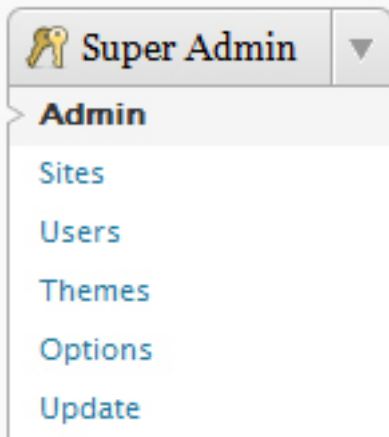 Super Admin
Admin
Sites
Users
Themes
Options
Update